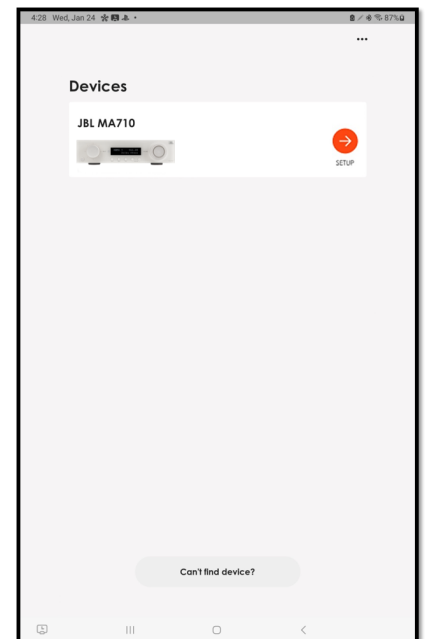 4:28 Wed, Jan 24
87%
Devices
JBL MA710
SETUP
Can't find device?